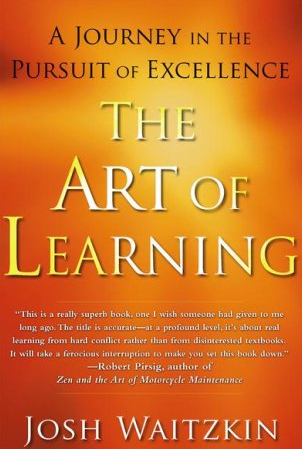 A Journey in the
Pursuit of Excellence
The
Art of
Learning
“This is a really superb book, one I wish someone had given to me
long ago. The title is accurate—at a profound level, it’s about real
learning from hard conflict rather than from disinterested textbooks.
It will take a ferocious interruption to make you set this book down.”
—Robert Pirsig, author of
Zen and the Art of Motorcycle Maintenance
Josh Waitzkin